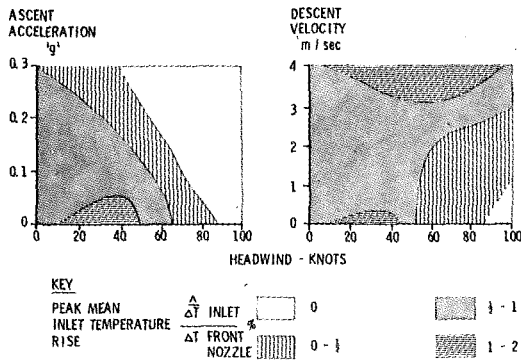 ASCENT
ACCELERATION
'g'
0.3
0.2
0.1
0
0 20 40 60 80 100
DESCENT
VELOCITY
m / sec
4
3
2
1
0
0 20 40 60 80 100
HEADWIND - KNOTS
KEY
PEAK MEAN
INLET TEMPERATURE
RISE
Λ
ΔT INLET %
ΔT FRONT
NOZZLE
0
0 - ½
½ - 1
1 - 2